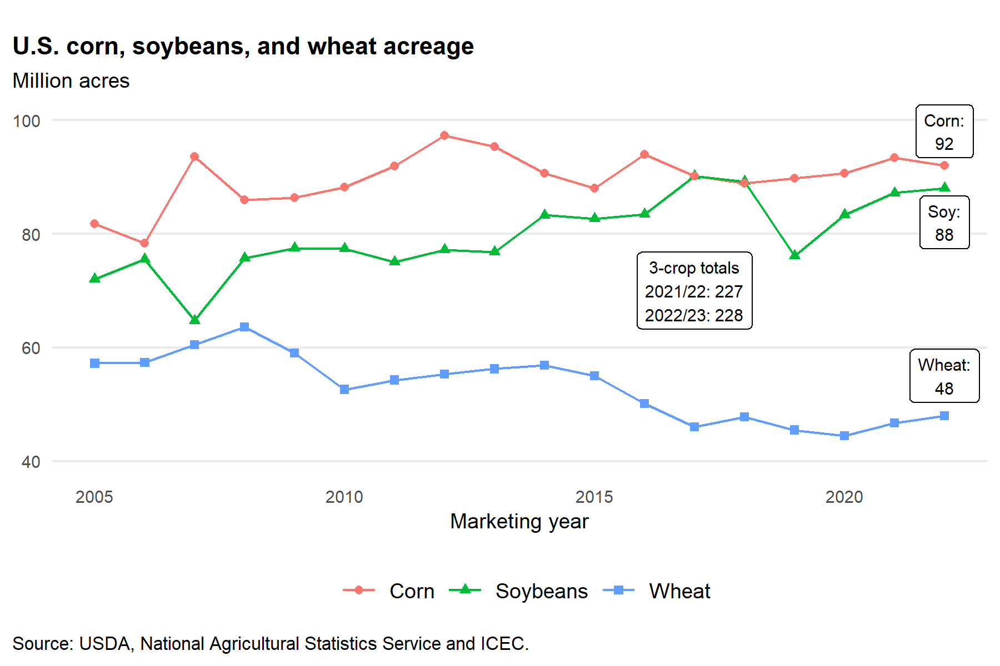 U.S. corn, soybeans, and wheat acreage
Million acres
100
80
60
40
Corn:
92
Soy:
88
3-crop totals
2021/22: 227
2022/23: 228
Wheat:
48
2005 2010 2015 2020
Marketing year
Corn Soybeans Wheat
Source: USDA, National Agricultural Statistics Service and ICEC.